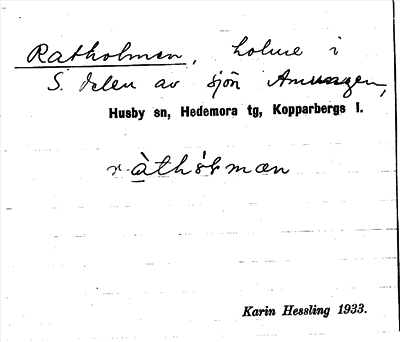 Ratholmen, holme i
S. delen av sjön Amungen,
Husby sn, Hedemora tg, Kopparbergs l.
Karin Hessling 1933.